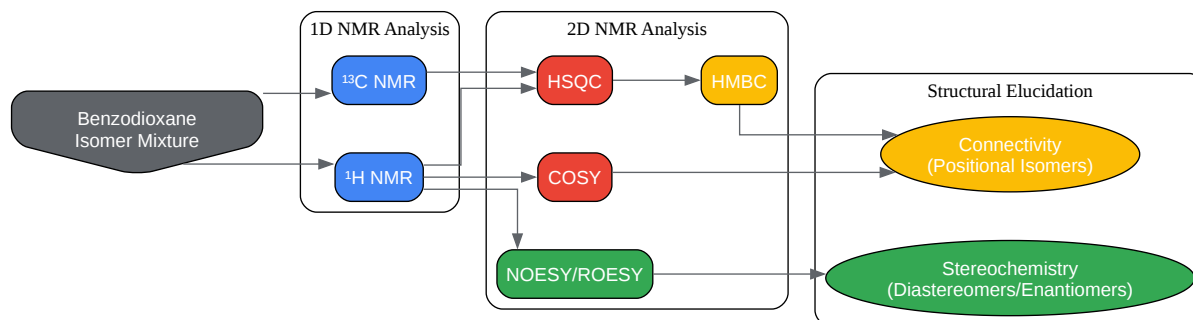 1D NMR Analysis
2D NMR Analysis
Structural Elucidation
Benzodioxane
Isomer Mixture
¹³C NMR
¹H NMR
HSQC
HMBC
COSY
NOESY/ROESY
Connectivity
(Positional Isomers)
Stereochemistry
(Diastereomers/Enantiomers)